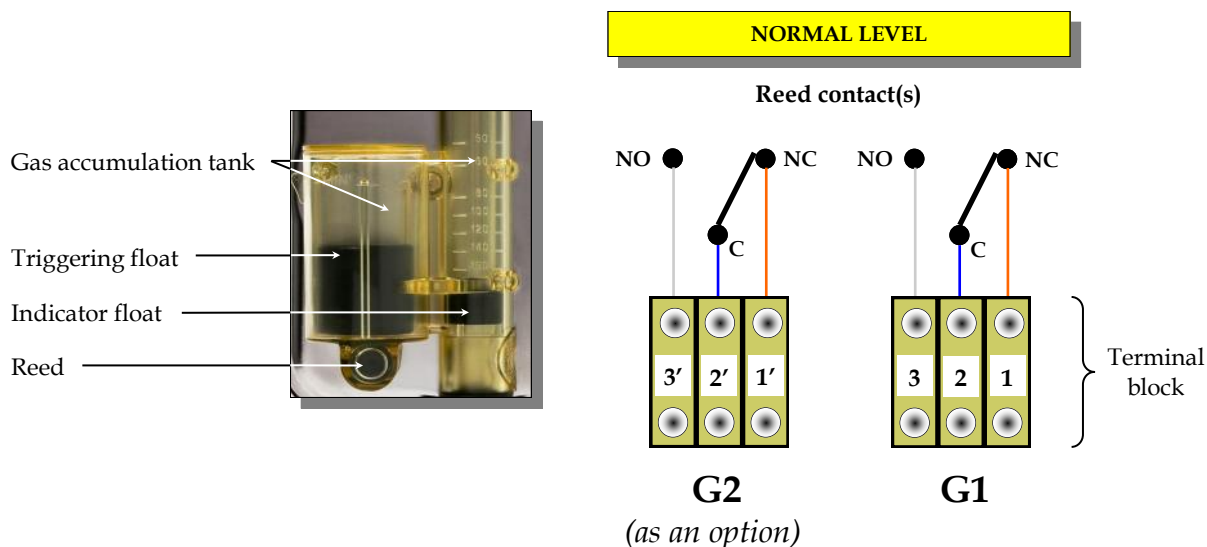 NORMAL LEVEL
Reed contact(s)
Gas accumulation tank
Triggering float
Indicator float
Reed
NO
NC
C
NO
NC
C
3′
2′
1′
3
2
1
Terminal
block
G2
(as an option)
G1